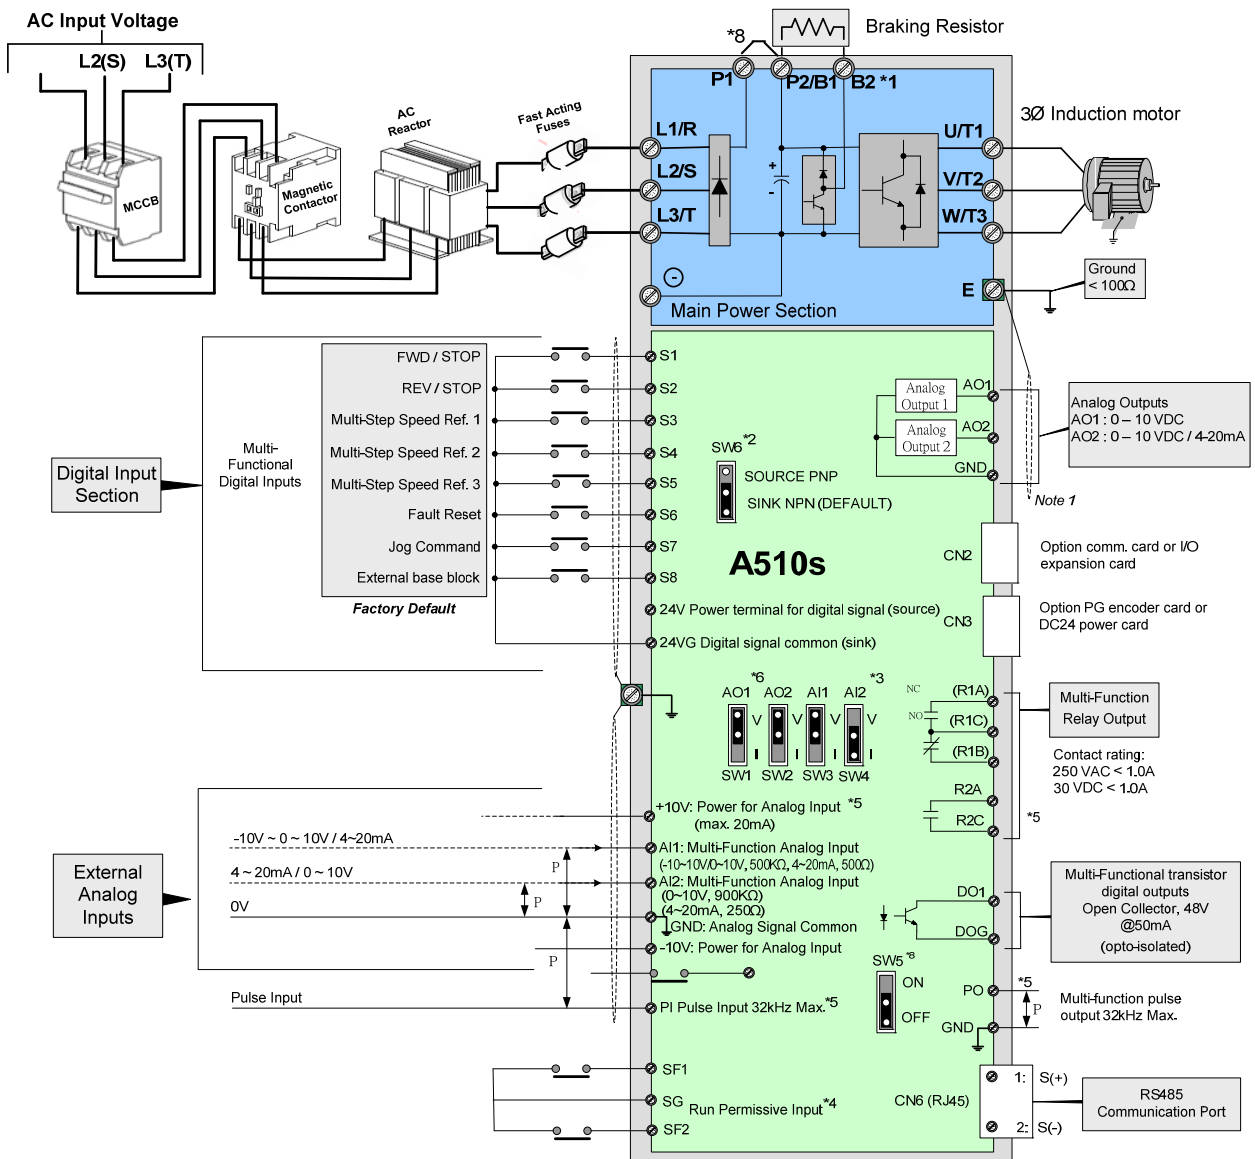 AC Input Voltage
L2(S) L3(T)
MCCB
Magnetic
Contactor
AC
Reactor
Fast Acting
Fuses
*8
Braking Resistor
P1
P2/B1
B2 *1
L1/R
L2/S
L3/T
+
-
U/T1
V/T2
W/T3
3Ø Induction motor
-
E
Ground
< 100Ω
Main Power Section
Digital Input
Section
Multi-
Functional
Digital Inputs
FWD / STOP
REV / STOP
Multi-Step Speed Ref. 1
Multi-Step Speed Ref. 2
Multi-Step Speed Ref. 3
Fault Reset
Jog Command
External base block
Factory Default
S1
S2
S3
S4
S5
S6
S7
S8
24V Power terminal for digital signal (source)
24VG Digital signal common (sink)
SW6 *2
SOURCE PNP
SINK NPN (DEFAULT)
A510s
Analog
Output 1
AO1
Analog
Output 2
AO2
GND
Analog Outputs
AO1 : 0 – 10 VDC
AO2 : 0 – 10 VDC / 4-20mA
Note 1
CN2
Option comm. card or I/O
expansion card
CN3
Option PG encoder card or
DC24 power card
*6
*3
AO1 AO2 AI1 AI2
V V V V
I I I I
SW1 SW2 SW3 SW4
NC
NO
(R1A)
(R1C)
(R1B)
R2A
R2C
*5
Multi-Function
Relay Output
Contact rating:
250 VAC < 1.0A
30 VDC < 1.0A
External
Analog
Inputs
-10V ~ 0 ~ 10V / 4~20mA
4 ~ 20mA / 0 ~ 10V
0V
P
P
P
+10V: Power for Analog Input *5
(max. 20mA)
AI1: Multi-Function Analog Input
(-10~10V/0~10V, 500KΩ, 4~20mA, 500Ω)
AI2: Multi-Function Analog Input
(0~10V, 900KΩ)
(4~20mA, 250Ω)
GND: Analog Signal Common
-10V: Power for Analog Input
Pulse Input
PI Pulse Input 32kHz Max.*5
DO1
DOG
Multi-Functional transistor
digital outputs
Open Collector, 48V
@50mA
(opto-isolated)
SW5*8
ON
OFF
PO
*5
P
GND
Multi-function pulse
output 32kHz Max.
SF1
SG
SF2
Run Permissive Input*4
CN6 (RJ45)
1: S(+)
2: S(-)
RS485
Communication Port